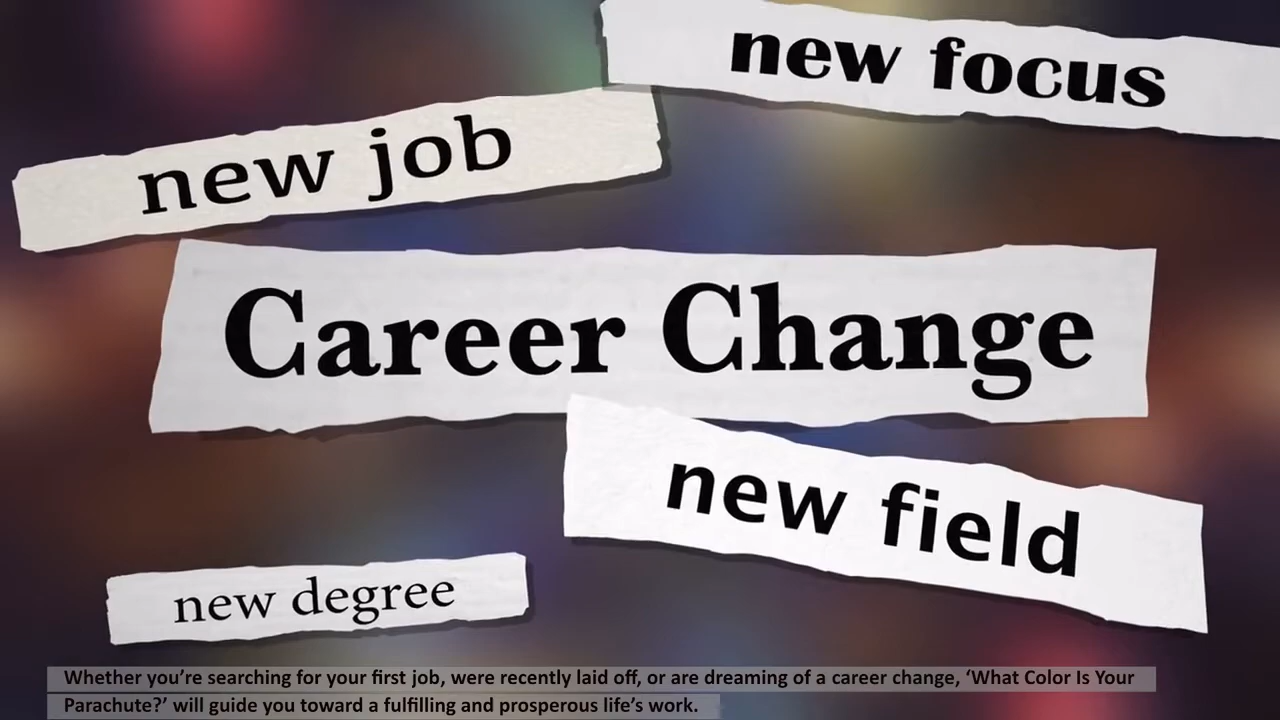 new focus
new job
Career Change
new field
new degree
Whether you’re searching for your first job, were recently laid off, or are dreaming of a career change, ‘What Color Is Your
Parachute?’ will guide you toward a fulfilling and prosperous life’s work.